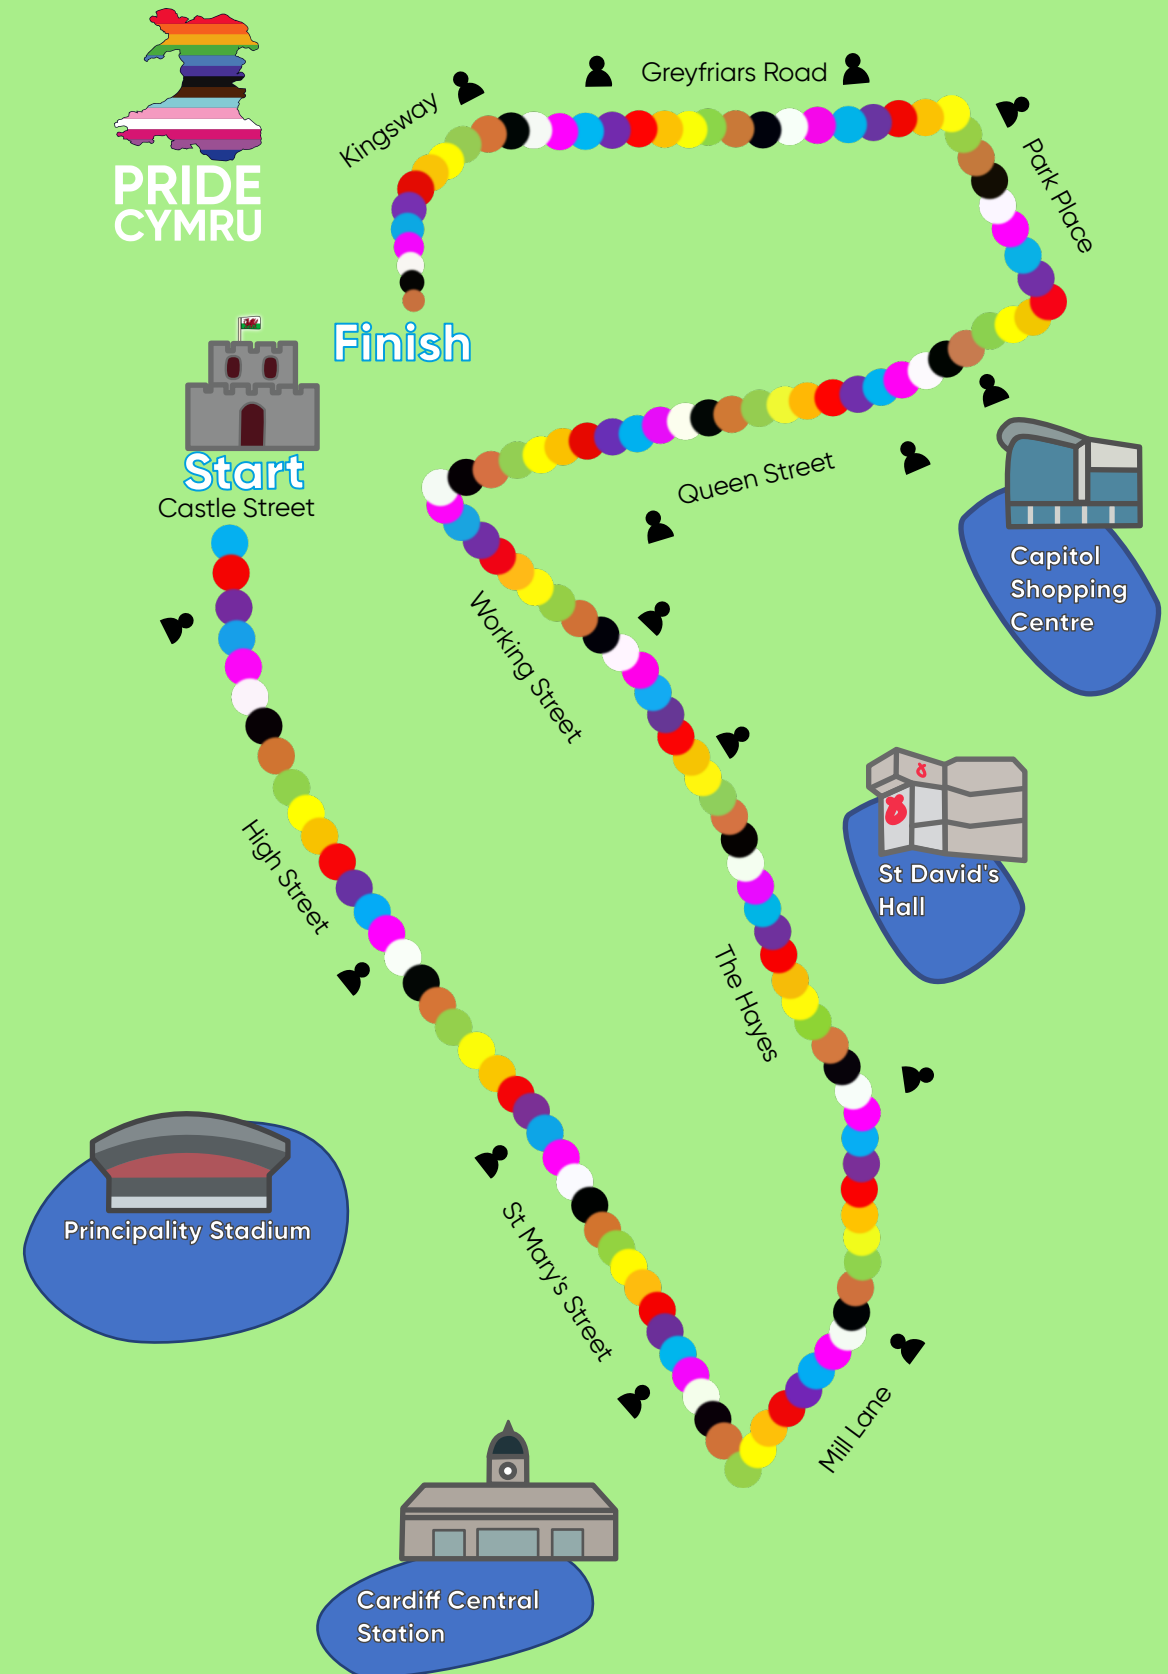 PRIDE
CYMRU
Kingsway
Greyfriars Road
Park Place
Finish
Start
Castle Street
Queen Street
Capitol
Shopping
Centre
Working Street
High Street
St David's
Hall
The Hayes
Principality Stadium
St Mary's Street
Mill Lane
Cardiff Central
Station